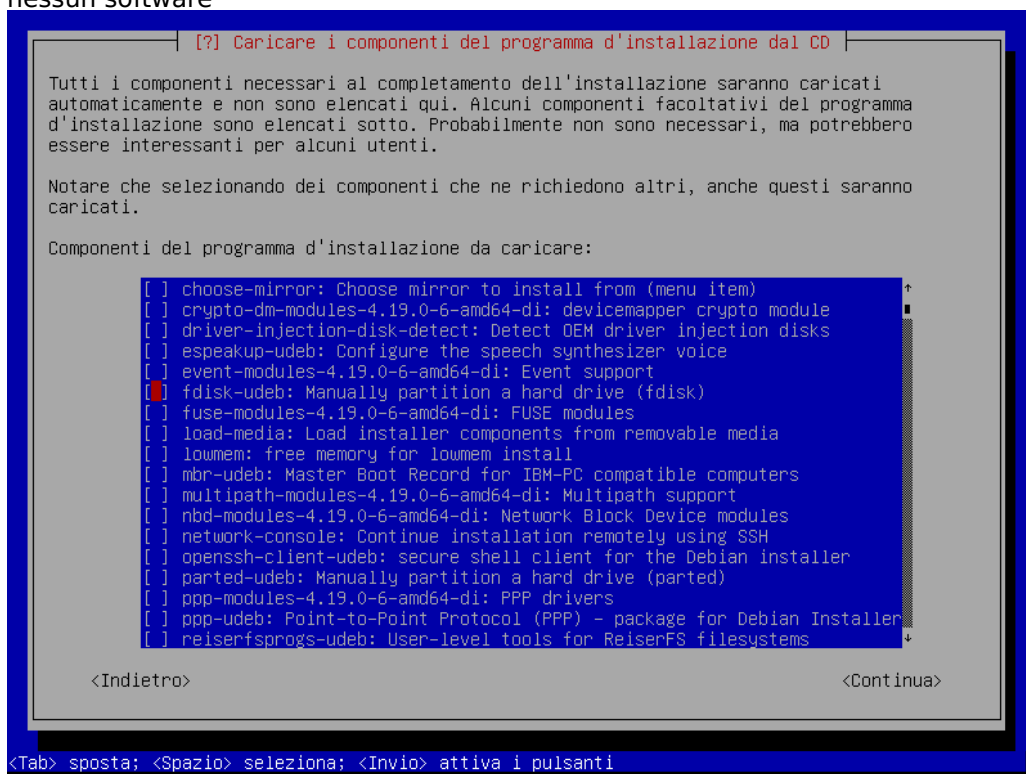 nessun software
[?] Caricare i componenti del programma d'installazione dal CD
Tutti i componenti necessari al completamento dell'installazione saranno caricati
automaticamente e non sono elencati qui. Alcuni componenti facoltativi del programma
d'installazione sono elencati sotto. Probabilmente non sono necessari, ma potrebbero
essere interessanti per alcuni utenti.
Notare che selezionando dei componenti che ne richiedono altri, anche questi saranno
caricati.
Componenti del programma d'installazione da caricare:
[ ] choose-mirror: Choose mirror to install from (menu item)
[ ] crypto-dm-modules-4.19.0-6-amd64-di: devicemapper crypto module
[ ] driver-injection-disk-detect: Detect OEM driver injection disks
[ ] espeakup-udeb: Configure the speech synthesizer voice
[ ] event-modules-4.19.0-6-amd64-di: Event support
[ ] fdisk-udeb: Manually partition a hard drive (fdisk)
[ ] fuse-modules-4.19.0-6-amd64-di: FUSE modules
[ ] load-media: Load installer components from removable media
[ ] lowmem: free memory for lowmem install
[ ] mbr-udeb: Master Boot Record for IBM-PC compatible computers
[ ] multipath-modules-4.19.0-6-amd64-di: Multipath support
[ ] nbd-modules-4.19.0-6-amd64-di: Network Block Device modules
[ ] network-console: Continue installation remotely using SSH
[ ] openssh-client-udeb: secure shell client for the Debian installer
[ ] parted-udeb: Manually partition a hard drive (parted)
[ ] ppp-modules-4.19.0-6-amd64-di: PPP drivers
[ ] ppp-udeb: Point-to-Point Protocol (PPP) - package for Debian Installer
[ ] reiserfsprogs-udeb: User-level tools for ReiserFS filesystems
<Indietro> <Continua>
<Tab> sposta; <Spazio> seleziona; <Invio> attiva i pulsanti